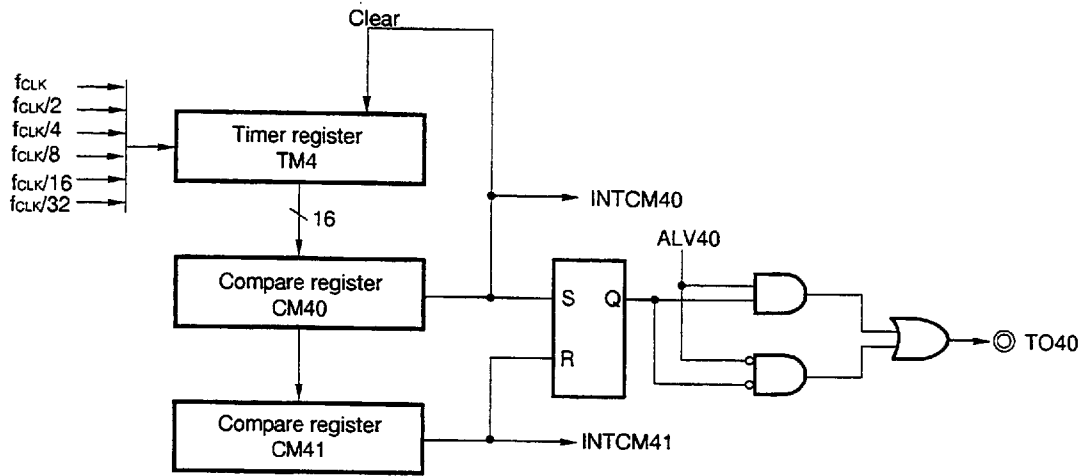 Clear
fCLK
fCLK/2
fCLK/4
fCLK/8
fCLK/16
fCLK/32
Timer register
TM4
16
INTCM40
ALV40
Compare register
CM40
S
Q
R
TO40
Compare register
CM41
INTCM41